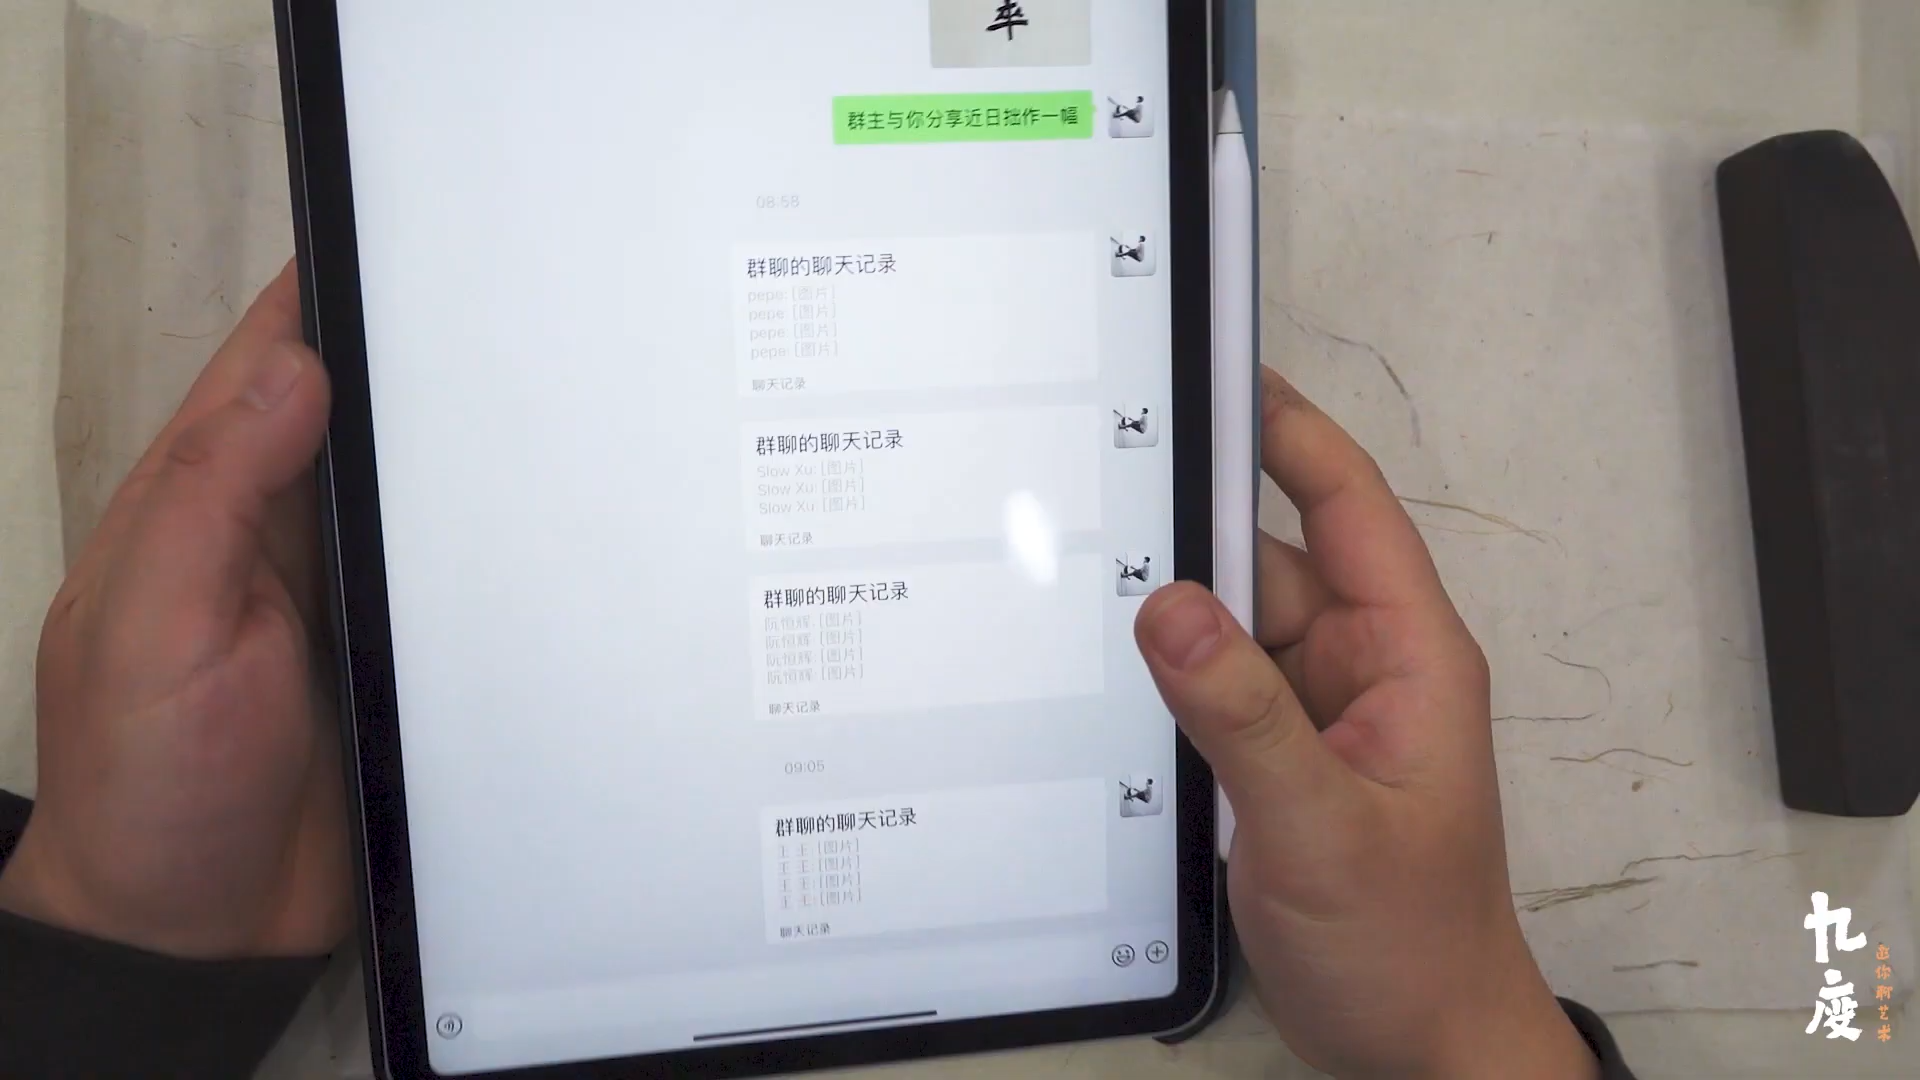 群主与你分享近日拙作一幅
08:58
群聊的聊天记录
pepe: [图片]
pepe: [图片]
pepe: [图片]
pepe: [图片]
聊天记录
群聊的聊天记录
Slow Xu: [图片]
Slow Xu: [图片]
Slow Xu: [图片]
聊天记录
群聊的聊天记录
阮恒辉: [图片]
阮恒辉: [图片]
阮恒辉: [图片]
阮恒辉: [图片]
聊天记录
09:05
群聊的聊天记录
王 王: [图片]
王 王: [图片]
王 王: [图片]
王 王: [图片]
聊天记录
九度